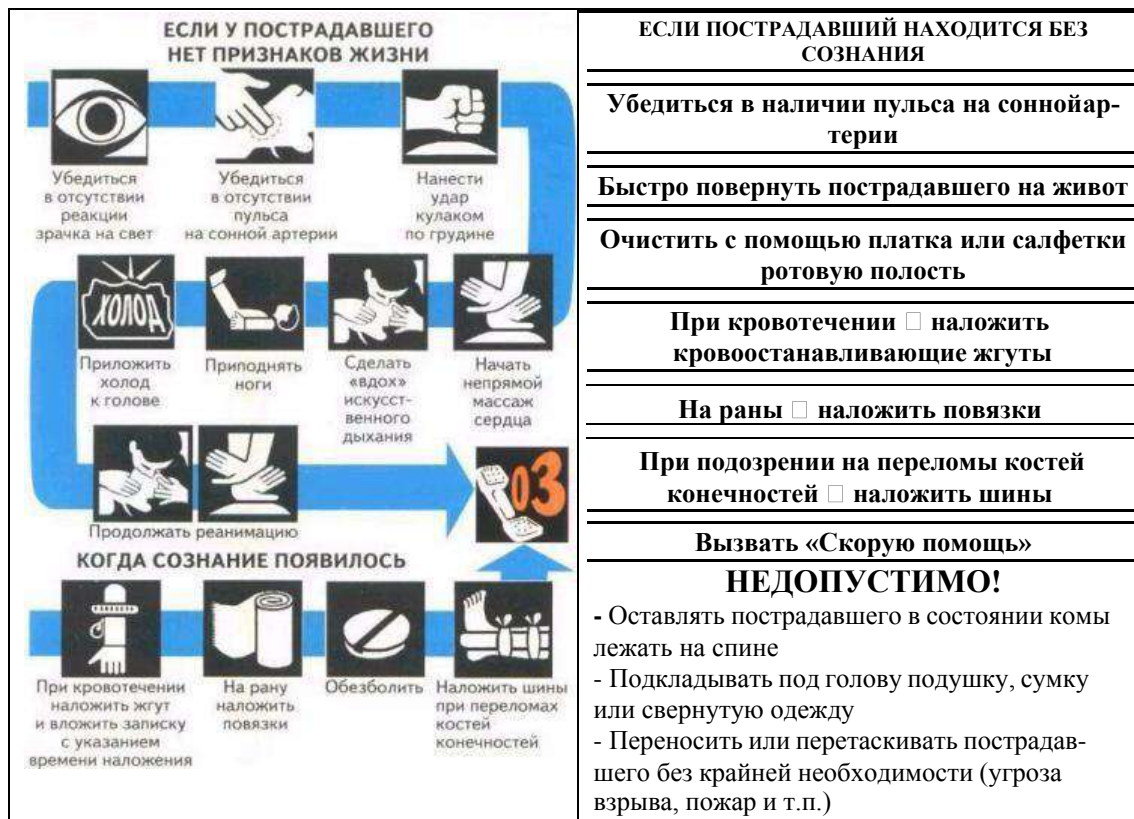 ЕСЛИ У ПОСТРАДАВШЕГО
НЕТ ПРИЗНАКОВ ЖИЗНИ
Убедиться
в отсутствии
реакции
зрачка на свет
Убедиться
в отсутствии
пульса
на сонной артерии
Нанести
удар
кулаком
по грудине
ХОЛОД
Приложить
холод
к голове
Приподнять
ноги
Сделать
«вдох»
искусст-
венного
дыхания
Начать
непрямой
массаж
сердца
Продолжать реанимацию
03
КОГДА СОЗНАНИЕ ПОЯВИЛОСЬ
При кровотечении
наложить жгут
и вложить записку
с указанием
времени наложения
На рану
наложить
повязки
Обезболить
Наложить шины
при переломах
костей
конечностей
ЕСЛИ ПОСТРАДАВШИЙ НАХОДИТСЯ БЕЗ
СОЗНАНИЯ
Убедиться в наличии пульса на соннойар-
терии
Быстро повернуть пострадавшего на живот
Очистить с помощью платка или салфетки
ротовую полость
При кровотечении □ наложить
кровоостанавливающие жгуты
На раны □ наложить повязки
При подозрении на переломы костей
конечностей □ наложить шины
Вызвать «Скорую помощь»
НЕДОПУСТИМО!
- Оставлять пострадавшего в состоянии комы
лежать на спине
- Подкладывать под голову подушку, сумку
или свернутую одежду
- Переносить или перетаскивать пострадав-
шего без крайней необходимости (угроза
взрыва, пожар и т.п.)